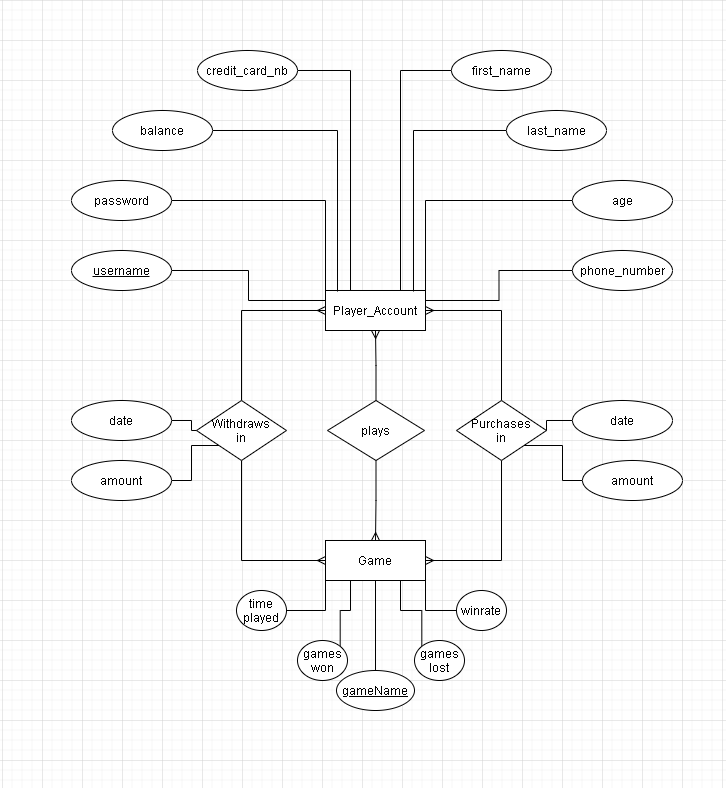 credit_card_nb
first_name
balance
last_name
password
age
username
phone_number
Player_Account
date
Withdraws
in
plays
Purchases
in
date
amount
amount
Game
time
played
winrate
games
won
games
lost
gameName